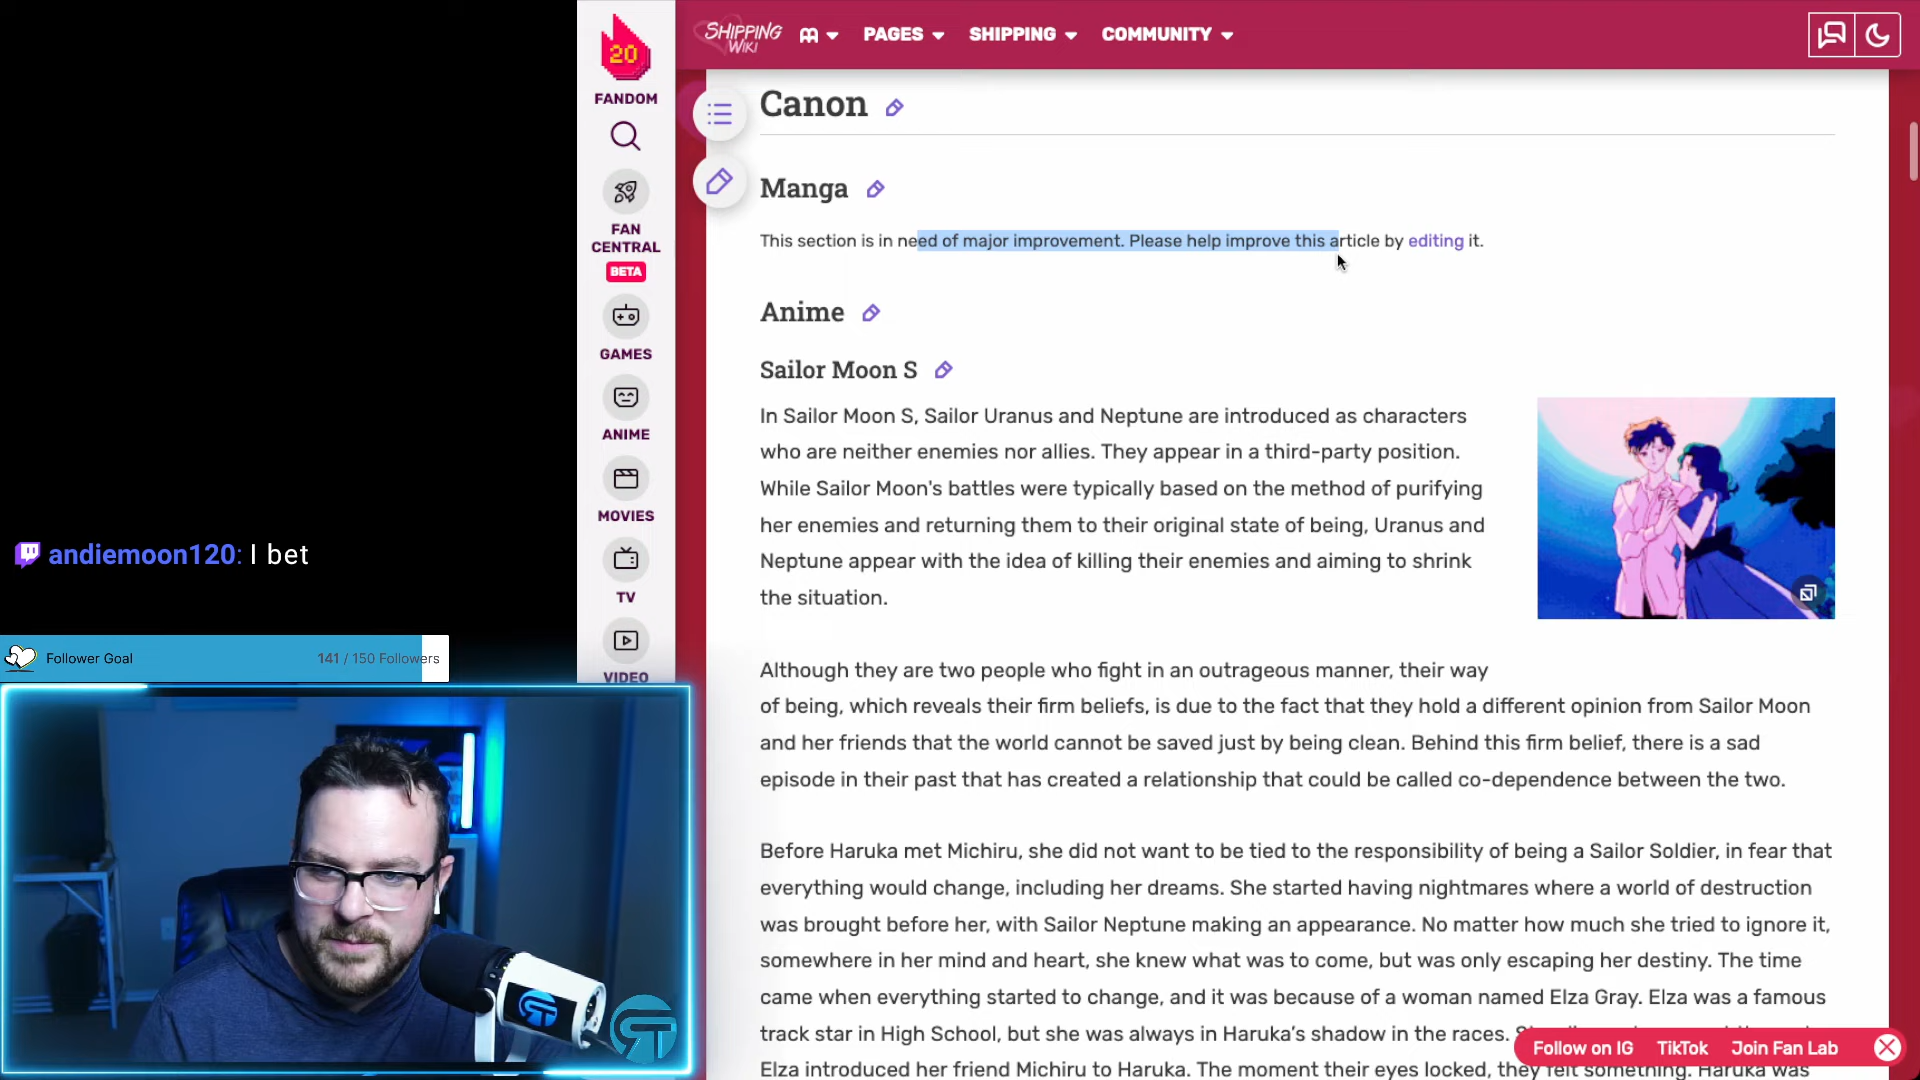 SHIPPING
WIKI
PAGES
SHIPPING
COMMUNITY
20
FANDOM
FAN
CENTRAL
BETA
GAMES
ANIME
MOVIES
TV
VIDEO
Canon
Manga
This section is in need of major improvement. Please help improve this article by editing it.
Anime
Sailor Moon S
In Sailor Moon S, Sailor Uranus and Neptune are introduced as characters
who are neither enemies nor allies. They appear in a third-party position.
While Sailor Moon's battles were typically based on the method of purifying
her enemies and returning them to their original state of being, Uranus and
Neptune appear with the idea of killing their enemies and aiming to shrink
the situation.
Although they are two people who fight in an outrageous manner, their way
of being, which reveals their firm beliefs, is due to the fact that they hold a different opinion from Sailor Moon
and her friends that the world cannot be saved just by being clean. Behind this firm belief, there is a sad
episode in their past that has created a relationship that could be called co-dependence between the two.
Before Haruka met Michiru, she did not want to be tied to the responsibility of being a Sailor Soldier, in fear that
everything would change, including her dreams. She started having nightmares where a world of destruction
was brought before her, with Sailor Neptune making an appearance. No matter how much she tried to ignore it,
somewhere in her mind and heart, she knew what was to come, but was only escaping her destiny. The time
came when everything started to change, and it was because of a woman named Elza Gray. Elza was a famous
track star in High School, but she was always in Haruka's shadow in the races.
Elza introduced her friend Michiru to Haruka. The moment their eyes locked, they felt something. Haruka was
Follow on IG TikTok Join Fan Lab
andiemoon120: I bet
Follower Goal 141 / 150 Followers